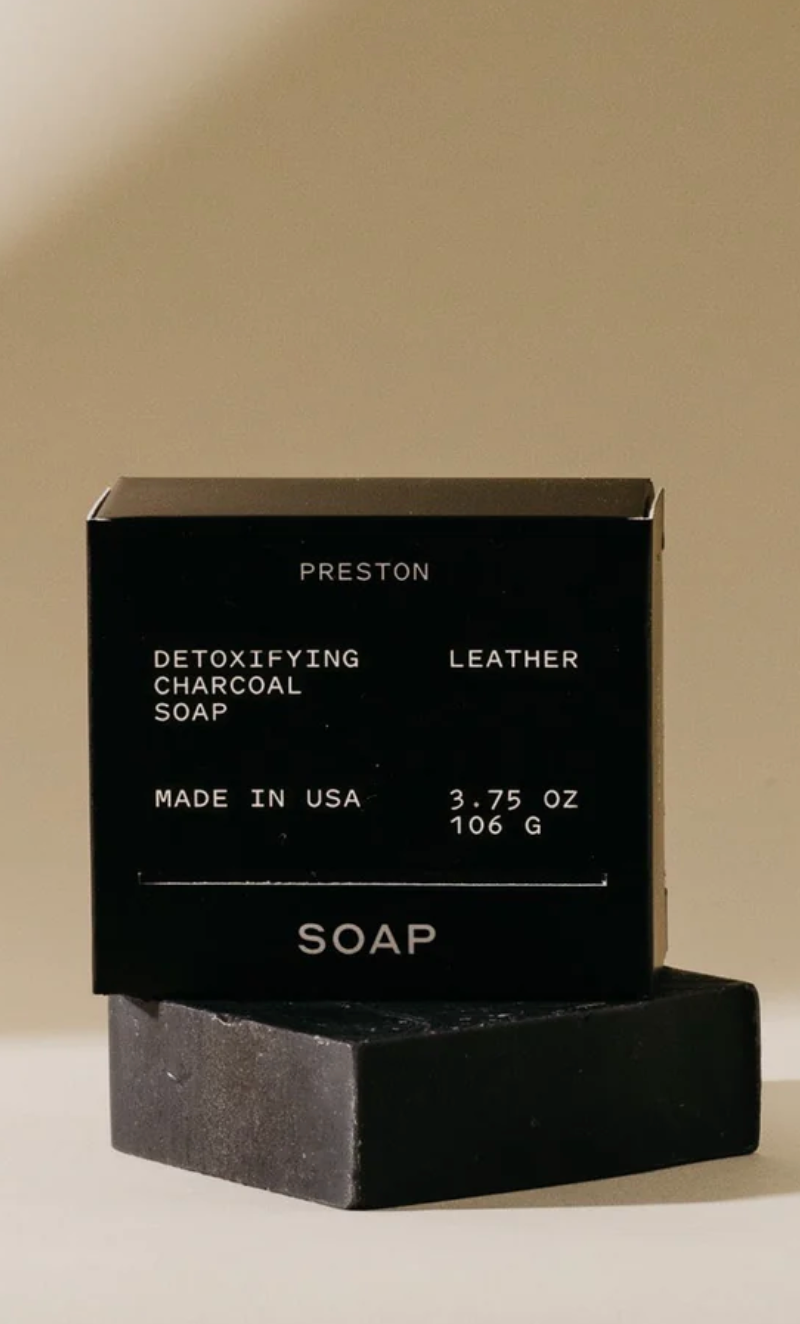 PRESTON
DETOXIFYING
CHARCOAL
SOAP
LEATHER
MADE IN USA
3.75 OZ
106 G
SOAP